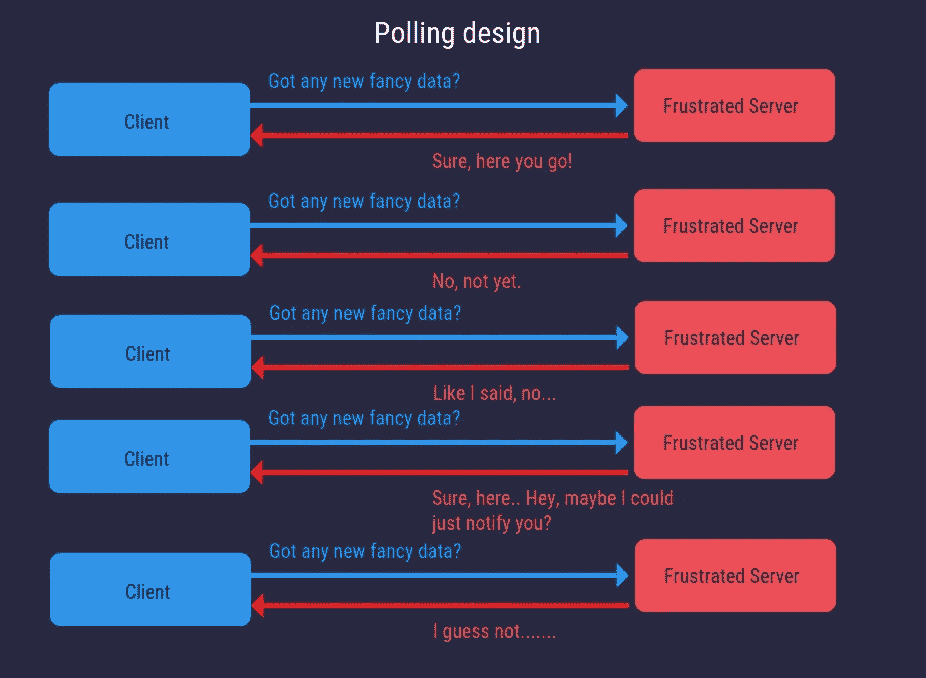 Polling design
Got any new fancy data?
Client
Frustrated Server
Sure, here you go!
Got any new fancy data?
Client
Frustrated Server
No, not yet.
Got any new fancy data?
Client
Frustrated Server
Like I said, no...
Got any new fancy data?
Client
Frustrated Server
Sure, here.. Hey, maybe I could
just notify you?
Got any new fancy data?
Client
Frustrated Server
I guess not.......